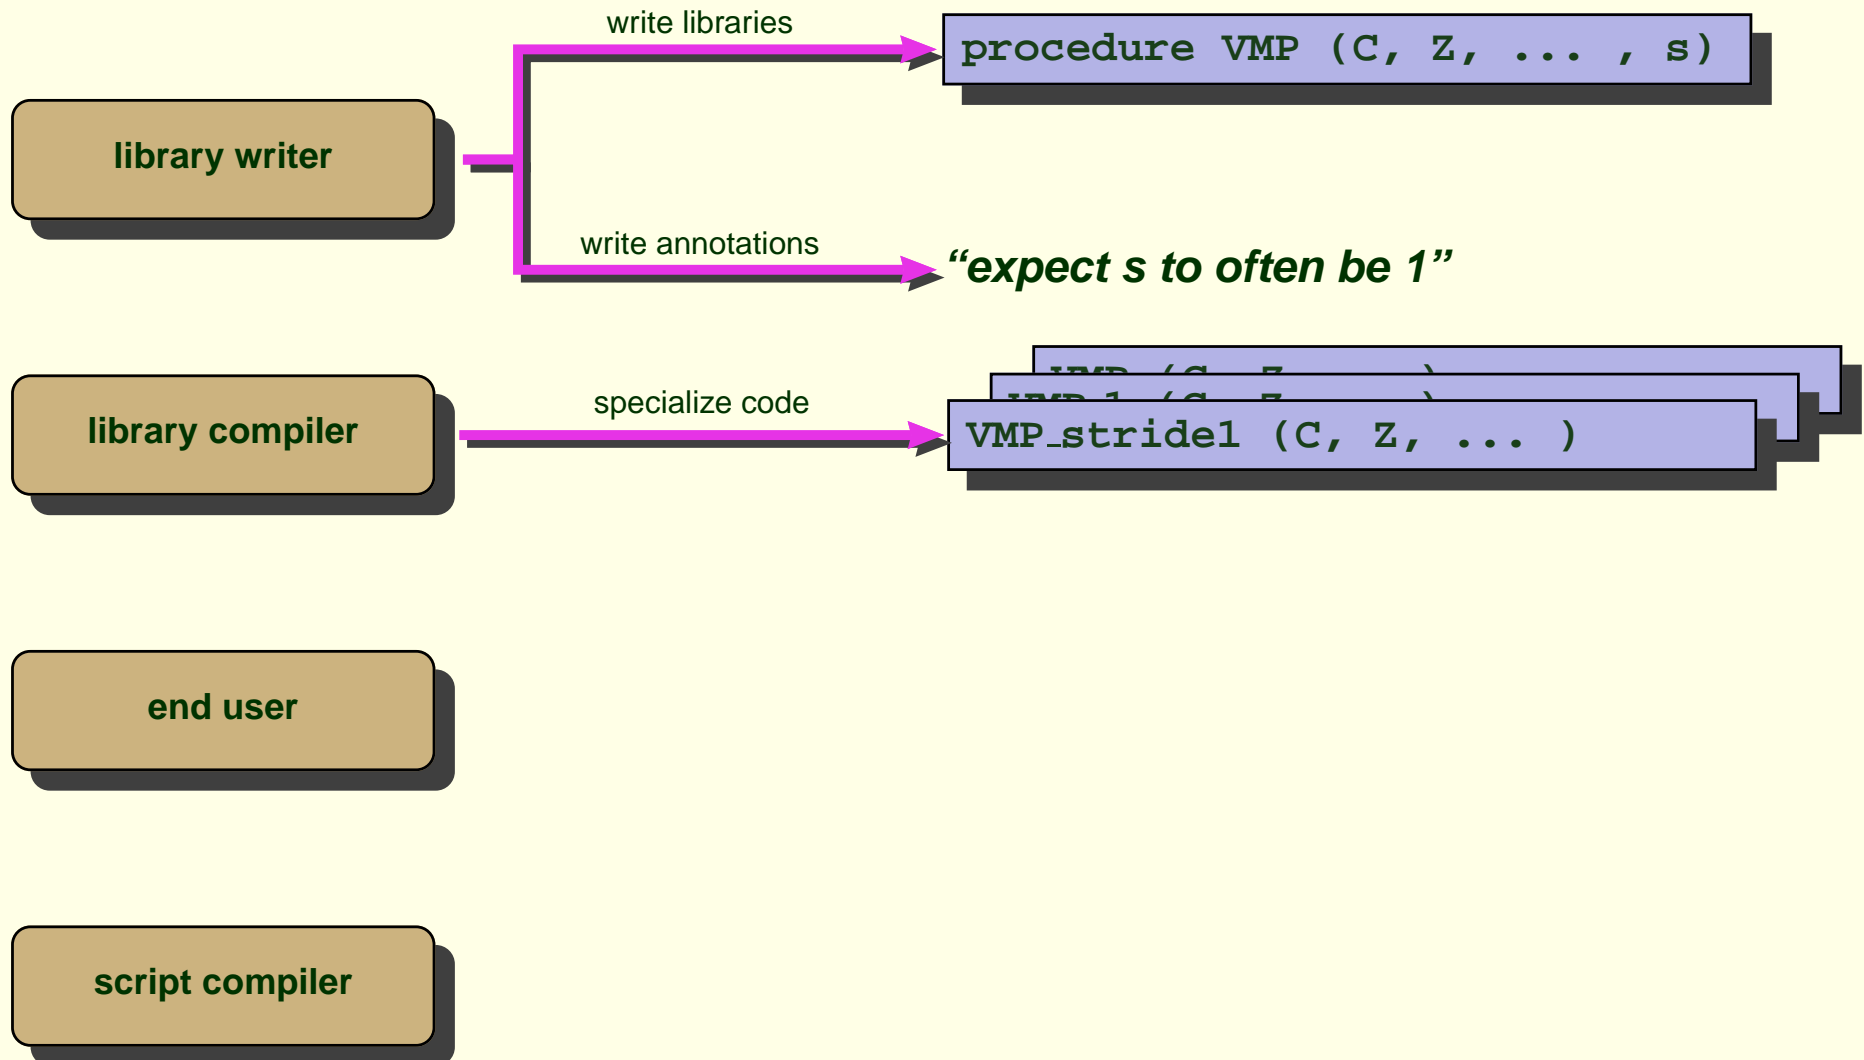 write libraries
procedure VMP (C, Z, ... , s)
library writer
write annotations
“expect s to often be 1”
VMP (C, Z, ... )
(C, Z, ... )
specialize code
library compiler
VMP_stride1 (C, Z, ... )
end user
script compiler